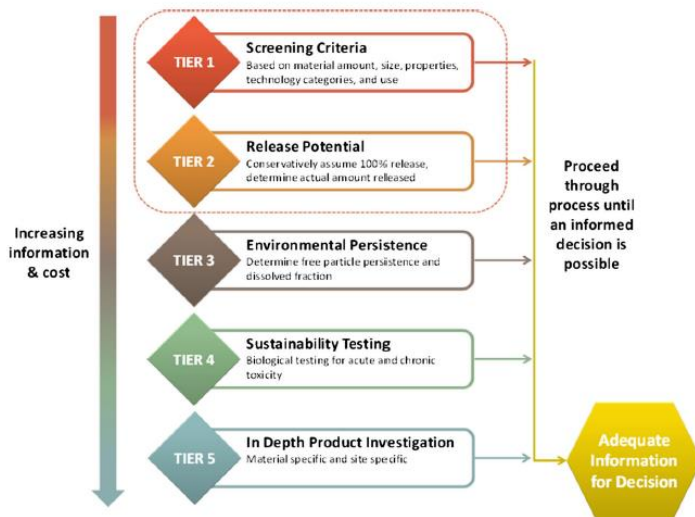 TIER 1
Screening Criteria
Based on material amount, size, properties,
technology categories, and use
TIER 2
Release Potential
Conservatively assume 100% release,
determine actual amount released
TIER 3
Environmental Persistence
Determine free particle persistence and
dissolved fraction
TIER 4
Sustainability Testing
Biological testing for acute and chronic
toxicity
TIER 5
In Depth Product Investigation
Material specific and site specific
Increasing
information
& cost
Proceed
through
process until
an informed
decision is
possible
Adequate
Information
for Decision